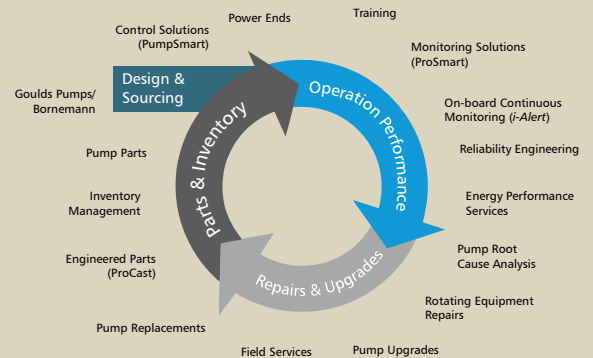 Power Ends
Training
Control Solutions
(PumpSmart)
Monitoring Solutions
(ProSmart)
Design &
Sourcing
Goulds Pumps/
Bornemann
Operation Performance
On-board Continuous
Monitoring (i-Alert)
Parts & Inventory
Pump Parts
Reliability Engineering
Inventory
Management
Energy Performance
Services
Engineered Parts
(ProCast)
Pump Root
Cause Analysis
Repairs & Upgrades
Rotating Equipment
Repairs
Pump Replacements
Field Services
Pump Upgrades